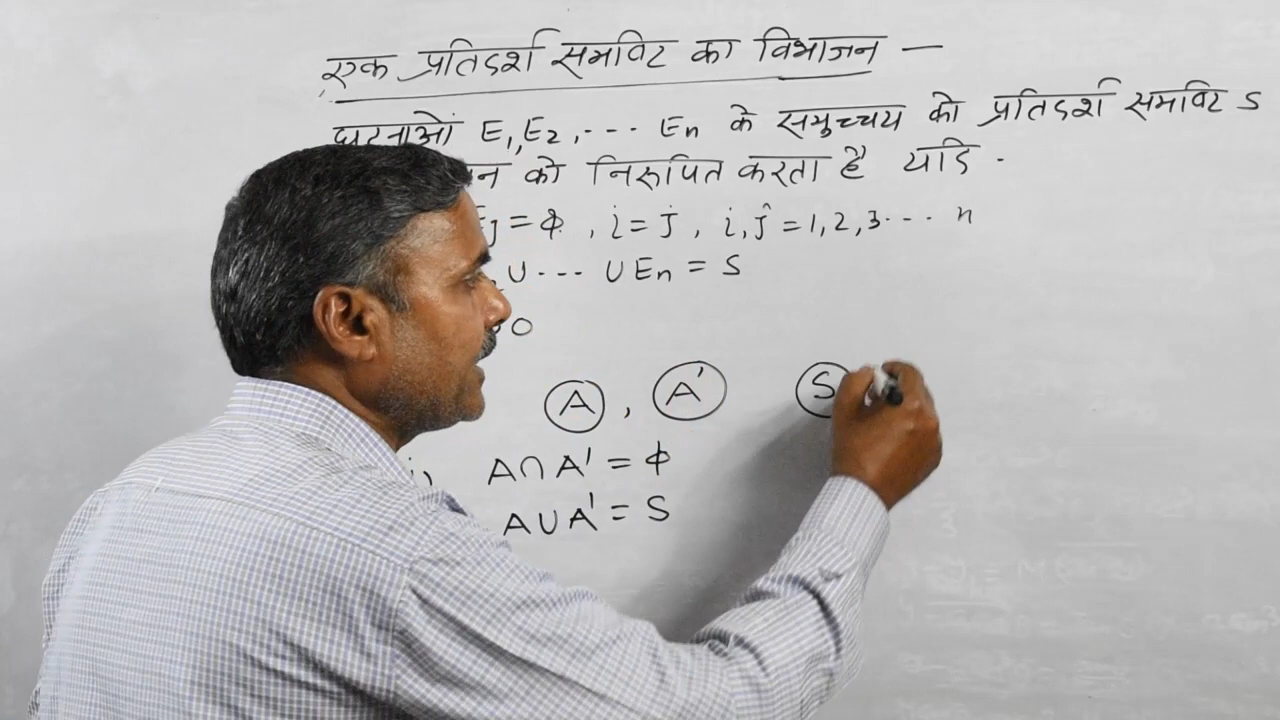 एक प्रतिदर्श समष्टि का विभाजन —
घटनाओं E₁,E₂, --- Eₙ के समुच्चय को प्रतिदर्श समष्टि S
न को निरूपित करता है यदि .
Ej = ϕ , i = j , i, j = 1, 2, 3 --- n
U --- U Eₙ = S
0
A , A' S
A ∩ A' = ϕ
A ∪ A' = S